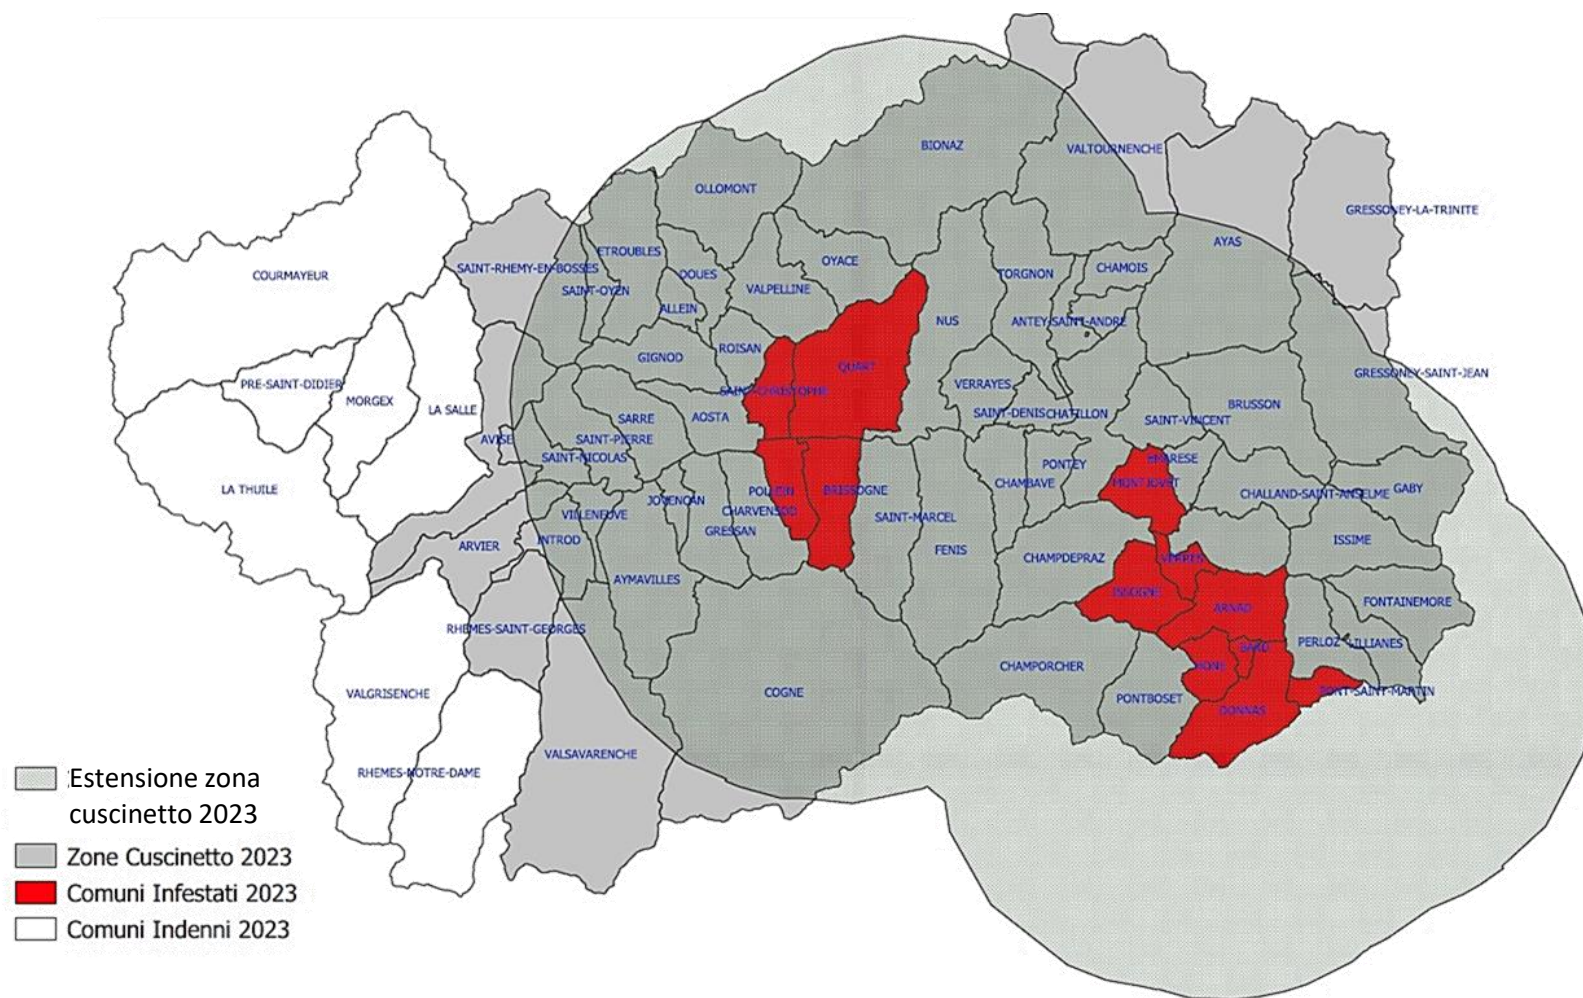 BIONAZ
VALTOURNENCHE
OLLOMONT
GRESSONEY-LA-TRINITE
AYAS
ETROUBLES
OYACE
SAINT-RHEMY-EN-BOSSES
CHAMOIS
COURMAYEUR
DOUES
TORGNON
SAINT-OYEN
VALPELLINE
ALLEIN
NUS
ANTEY-SAINT-ANDRE
ROISAN
GIGNOD
QUART
GRESSONEY-SAINT-JEAN
PRE-SAINT-DIDIER
VERRAYES
SAINT-CHRISTOPHE
MORGEX
BRUSSON
LA SALLE
SAINT-DENIS
CHATILLON
SARRE
AOSTA
SAINT-VINCENT
AVISE
SAINT-PIERRE
SAINT-NICOLAS
EMARESE
PONTEY
MONTJOVET
CHAMBAVE
LA THUILE
POLLEIN
BRISSOGNE
GABY
CHALLAND-SAINT-ANSELME
JOVENCAN
CHARVENSOD
VILLENEUVE
SAINT-MARCEL
GRESSAN
INTROD
ISSIME
ARVIER
FENIS
CHAMPDEPRAZ
VERRES
AYMAVILLES
ISSOGNE
FONTAINEMORE
ARNAD
RHEMES-SAINT-GEORGES
PERLOZ
LILLIANES
BARD
HONE
CHAMPORCHER
VALGRISENCHE
COGNE
PONT-SAINT-MARTIN
PONTBOSET
DONNAS
VALSAVARENCHE
RHEMES-NOTRE-DAME
Estensione zona
cuscinetto 2023
Zone Cuscinetto 2023
Comuni Infestati 2023
Comuni Indenni 2023